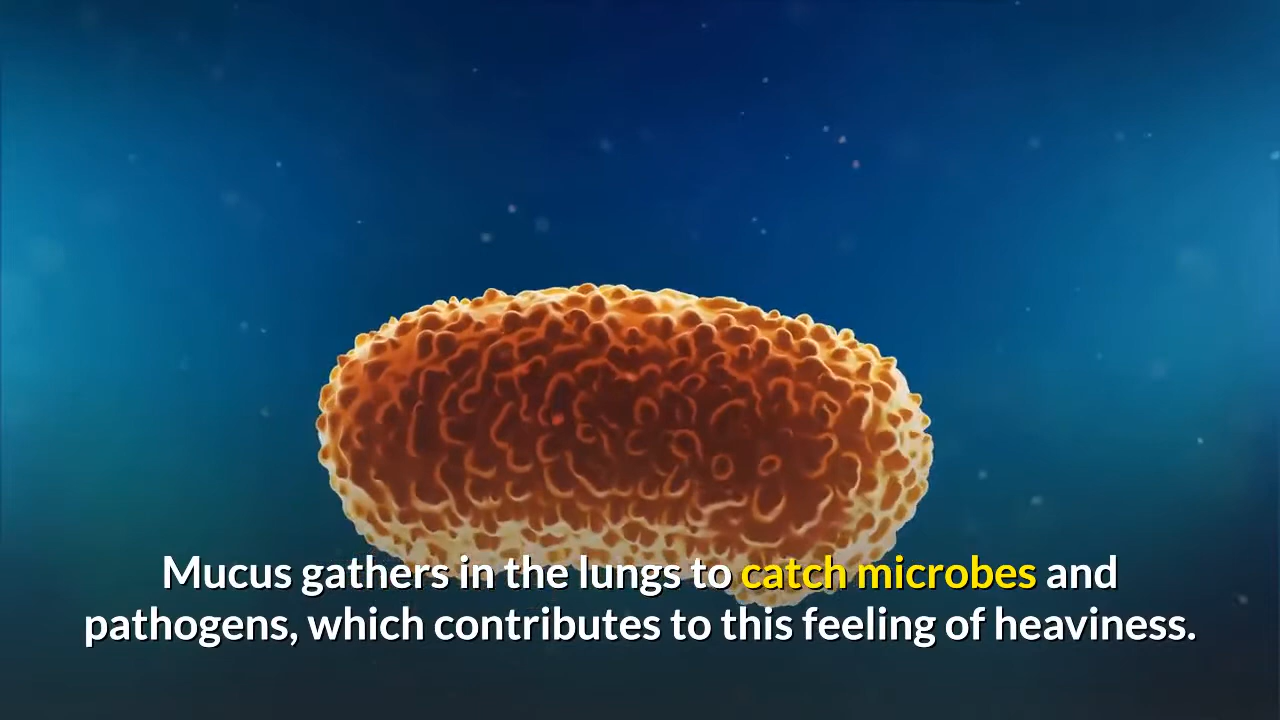 Mucus gathers in the lungs to catch microbes and
pathogens, which contributes to this feeling of heaviness.